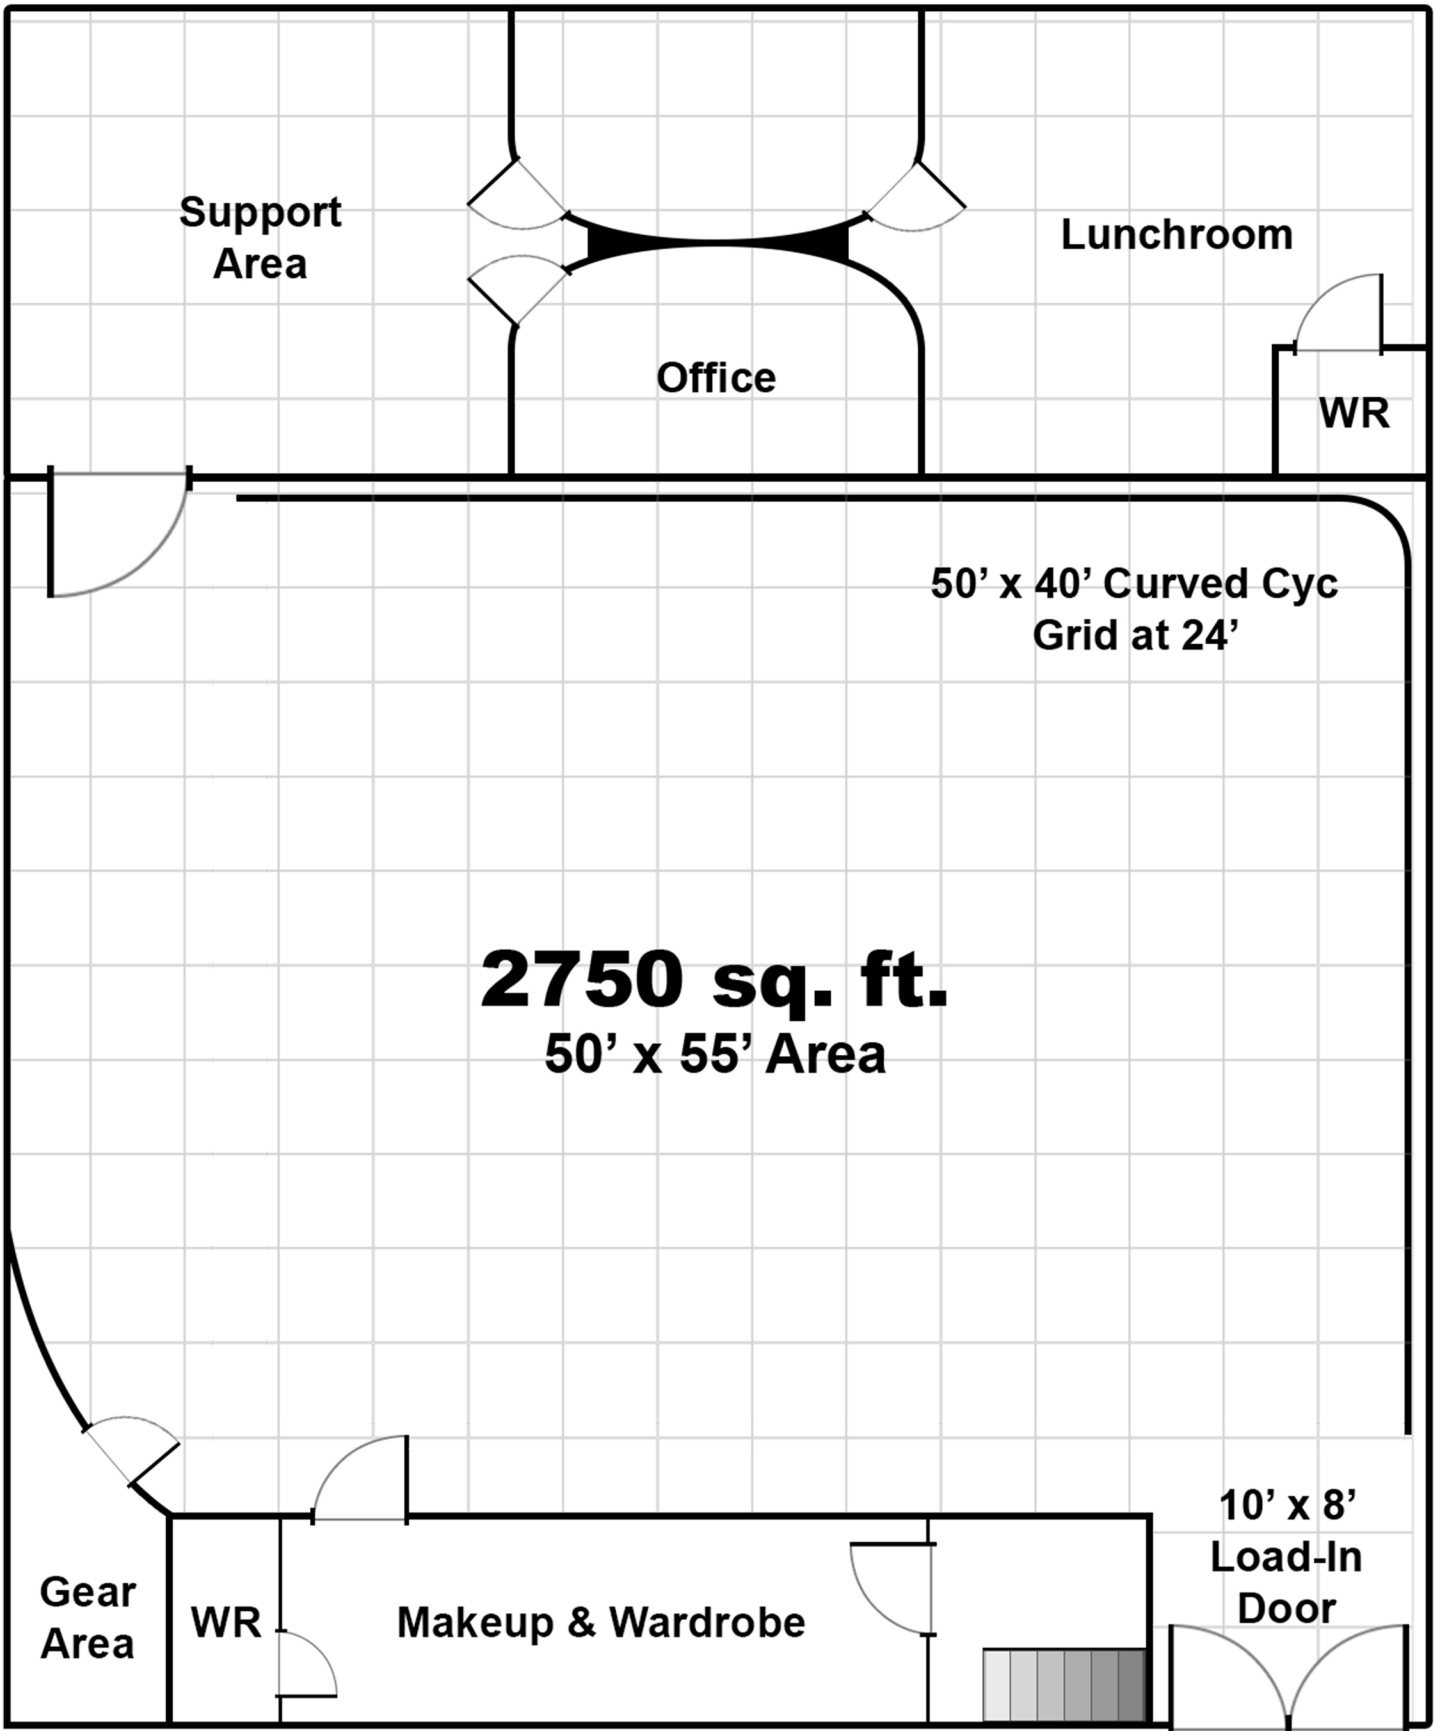 Support
Area
Lunchroom
Office
WR
50’ x 40’ Curved Cyc
Grid at 24’
2750 sq. ft.
50’ x 55’ Area
10’ x 8’
Load-In
Door
Gear
Area
WR
Makeup & Wardrobe